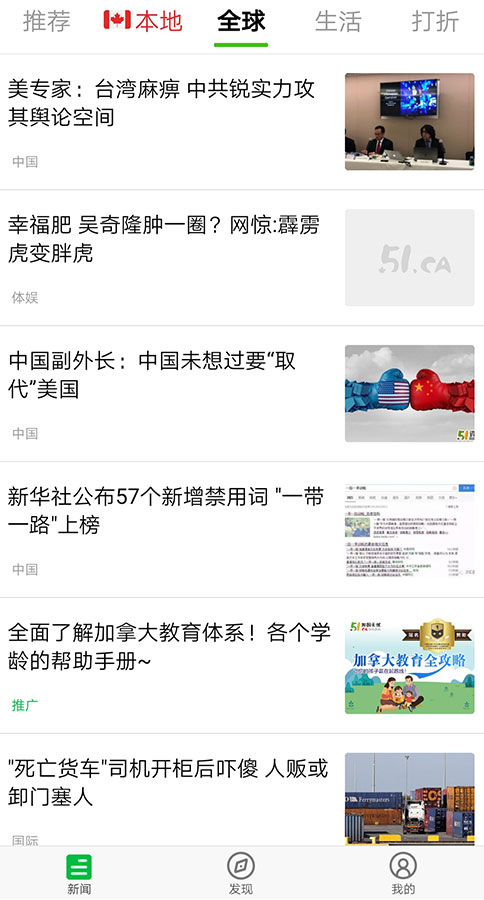 推荐 本地 全球 生活 打折
美专家：台湾麻痹 中共锐实力攻
其舆论空间
中国
幸福肥 吴奇隆肿一圈？网惊:霹雳
虎变胖虎
51.CA
体娱
中国副外长：中国未想过要“取
代”美国
中国
新华社公布57个新增禁用词 "一带
一路"上榜
中国
全面了解加拿大教育体系！各个学
龄的帮助手册~
加拿大教育全攻略
推广
"死亡货车"司机开柜后吓傻 人贩或
卸门塞人
国际
新闻 发现 我的